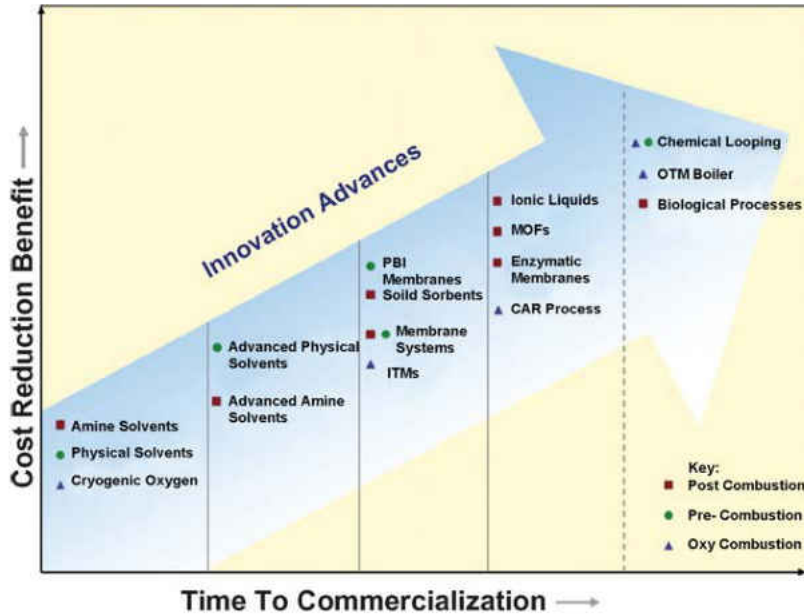 Cost Reduction Benefit
Innovation Advances
Amine Solvents
Physical Solvents
Cryogenic Oxygen
Advanced Physical
Solvents
Advanced Amine
Solvents
PBI
Membranes
Soild Sorbents
Membrane
Systems
ITMs
Ionic Liquids
MOFs
Enzymatic
Membranes
CAR Process
Chemical Looping
OTM Boiler
Biological Processes
Key:
Post Combustion
Pre- Combustion
Oxy Combustion
Time To Commercialization